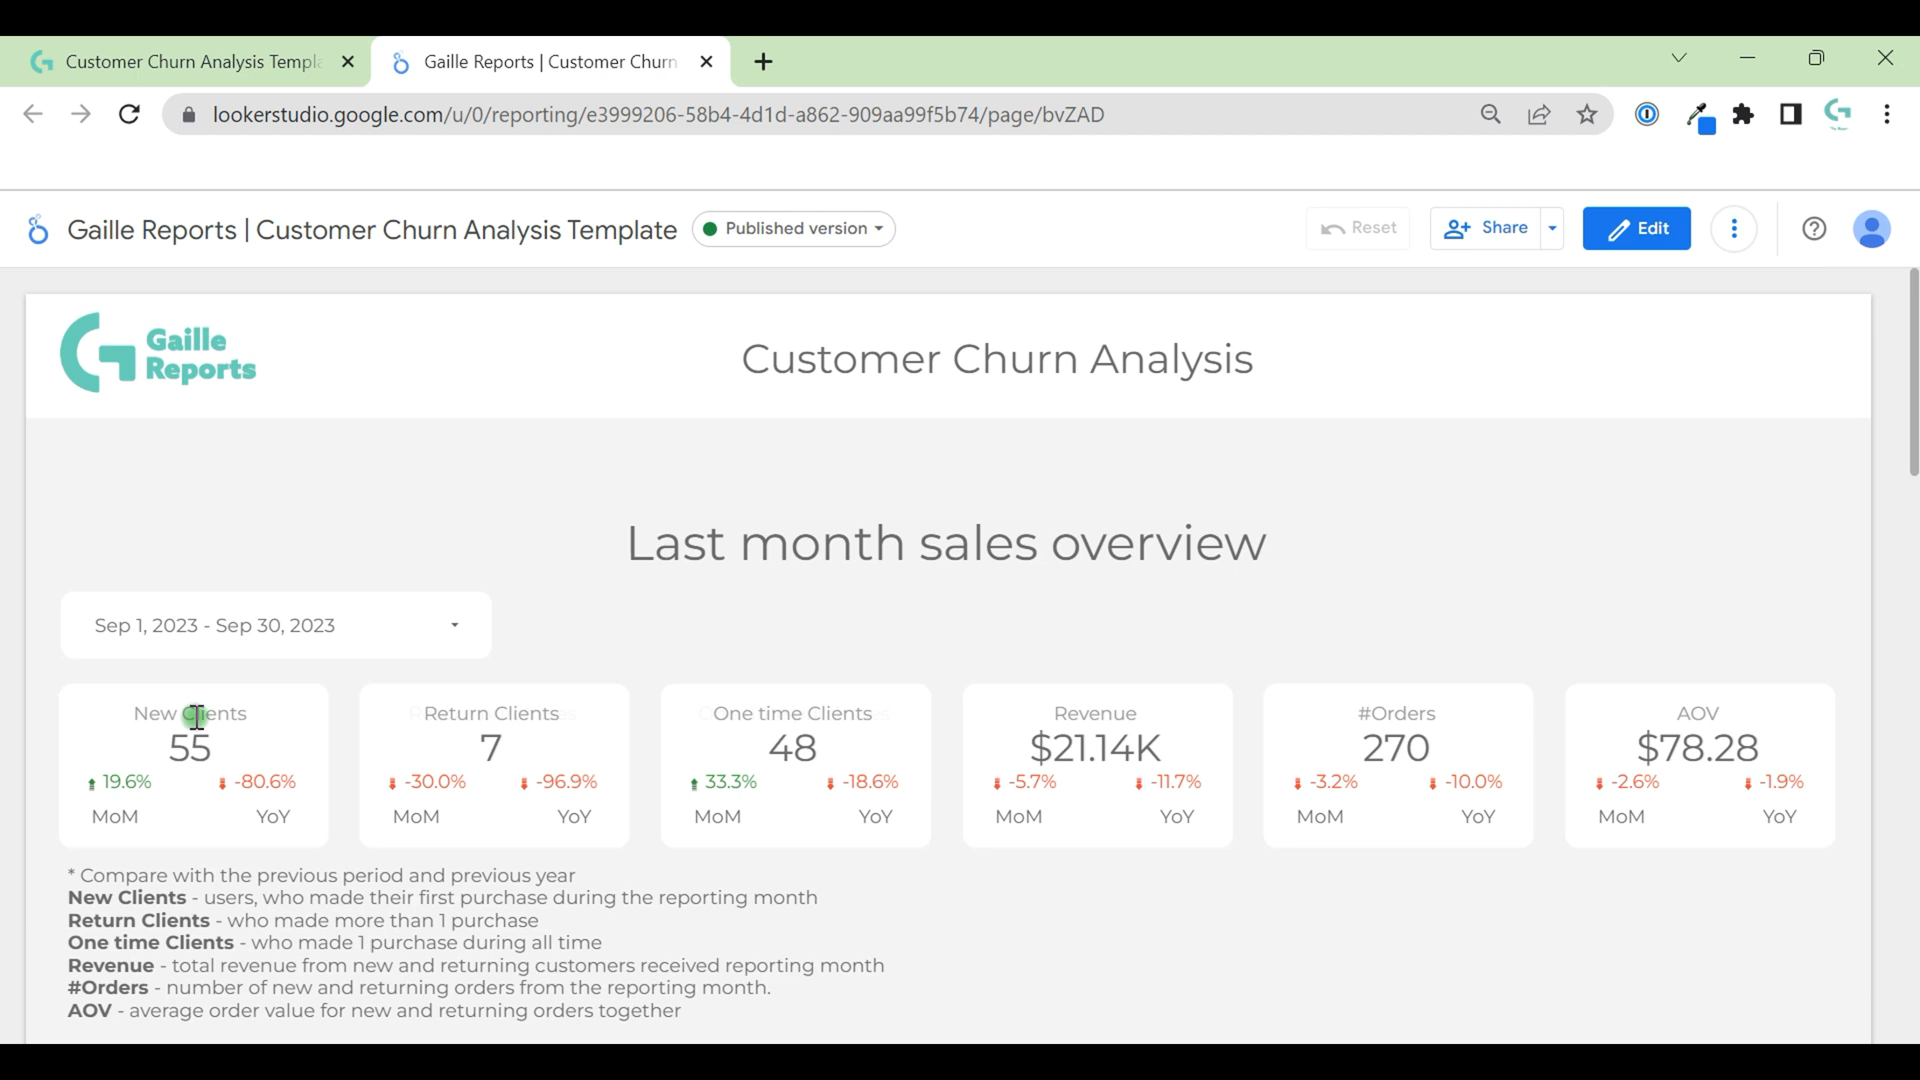 Customer Churn Analysis Templa
Gaille Reports | Customer Churn
lookerstudio.google.com/u/0/reporting/e3999206-58b4-4d1d-a862-909aa99f5b74/page/bvZAD
Gaille Reports | Customer Churn Analysis Template
Published version
Reset
Share
Edit
Gaille
Reports
Customer Churn Analysis
Last month sales overview
Sep 1, 2023 - Sep 30, 2023
New Clients
55
19.6%
-80.6%
MoM
YoY
Return Clients
7
-30.0%
-96.9%
MoM
YoY
One time Clients
48
33.3%
-18.6%
MoM
YoY
Revenue
$21.14K
-5.7%
-11.7%
MoM
YoY
#Orders
270
-3.2%
-10.0%
MoM
YoY
AOV
$78.28
-2.6%
-1.9%
MoM
YoY
* Compare with the previous period and previous year
New Clients - users, who made their first purchase during the reporting month
Return Clients - who made more than 1 purchase
One time Clients - who made 1 purchase during all time
Revenue - total revenue from new and returning customers received reporting month
#Orders - number of new and returning orders from the reporting month.
AOV - average order value for new and returning orders together